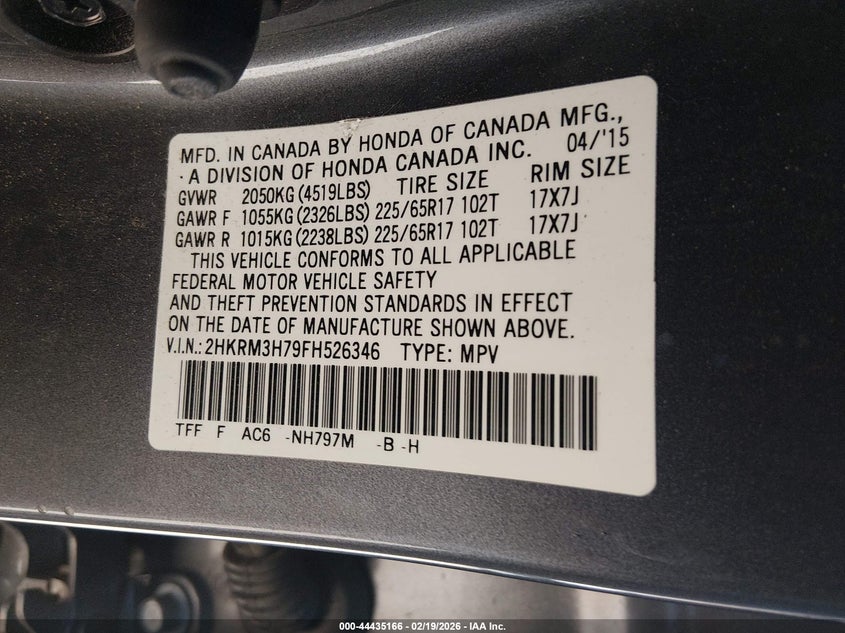 MFD. IN CANADA BY HONDA OF CANADA MFG.,
· A DIVISION OF HONDA CANADA INC. 04/'15
GVWR 2050KG (4519LBS) TIRE SIZE RIM SIZE
GAWR F 1055KG (2326LBS) 225/65R17 102T 17X7J
GAWR R 1015KG (2238LBS) 225/65R17 102T 17X7J
THIS VEHICLE CONFORMS TO ALL APPLICABLE
FEDERAL MOTOR VEHICLE SAFETY
AND THEFT PREVENTION STANDARDS IN EFFECT
ON THE DATE OF MANUFACTURE SHOWN ABOVE.
V.I.N.: 2HKRM3H79FH526346 TYPE: MPV
TFF F AC6 -NH797M -B -H
000-44435166 - 02/19/2026 - IAA Inc.